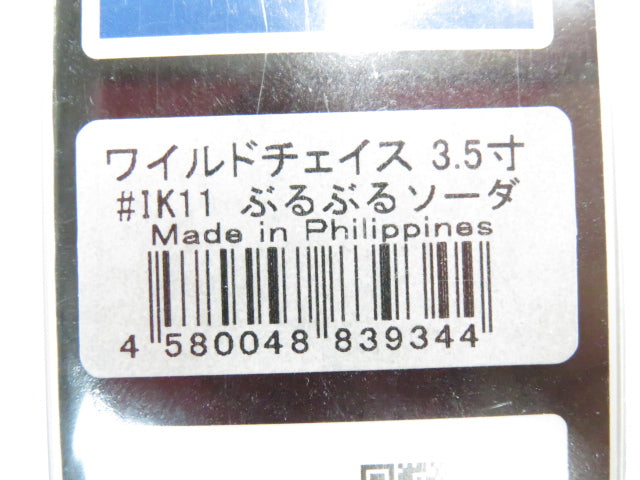 ワイルドチェイス 3.5寸
#IK11 ぶるぶるソーダ
Made in Philippines
4 580048 839344